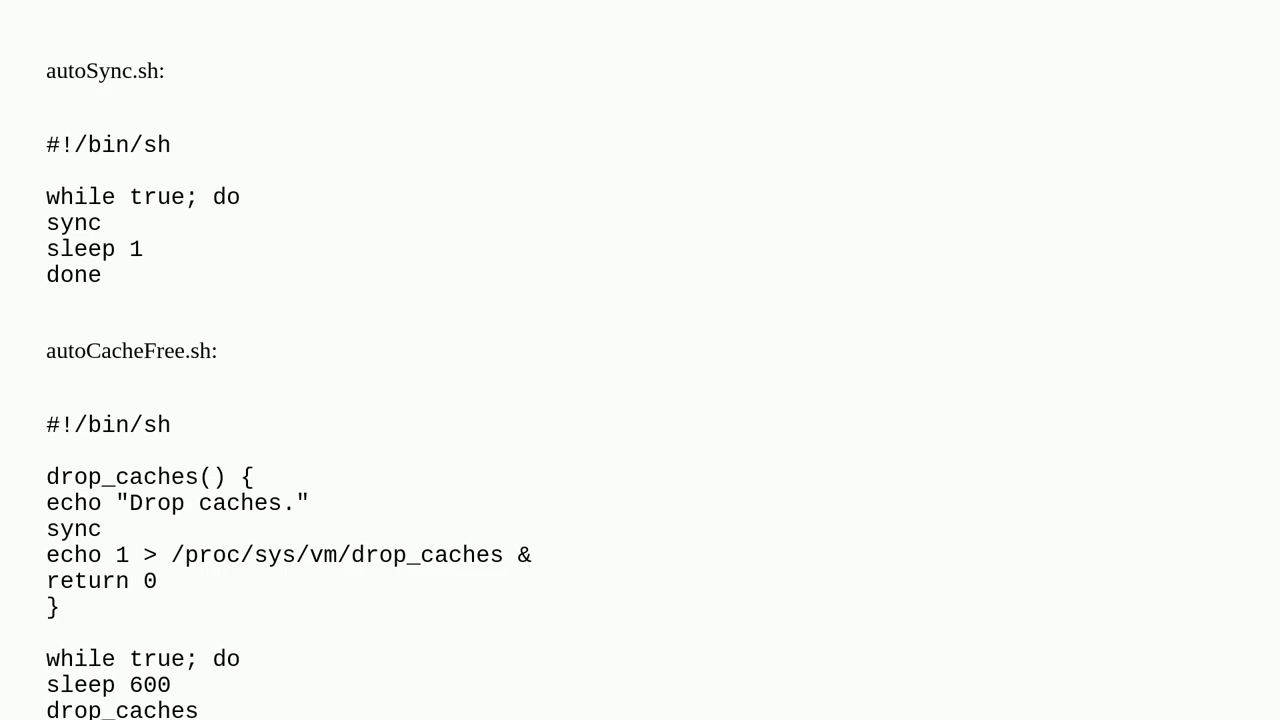 autoSync.sh:
#!/bin/sh
while true; do
sync
sleep 1
done
autoCacheFree.sh:
#!/bin/sh
drop_caches() {
echo "Drop caches."
sync
echo 1 > /proc/sys/vm/drop_caches &
return 0
}
while true; do
sleep 600
drop_caches